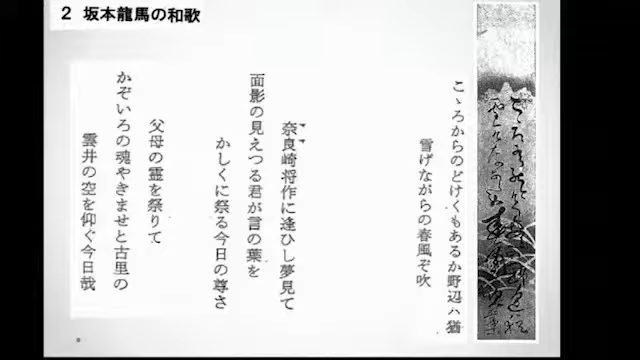 2 坂本龍馬の和歌
こゝろからのどけくもあるか野辺ハ猶
雪げながらの春風ぞ吹
奈良崎将作に逢ひし夢見て
面影の見えつる君が言の葉を
かしくに祭る今日の尊さ
父母の霊を祭りて
かぞいろの魂やきませと古里の
雲井の空を仰ぐ今日哉